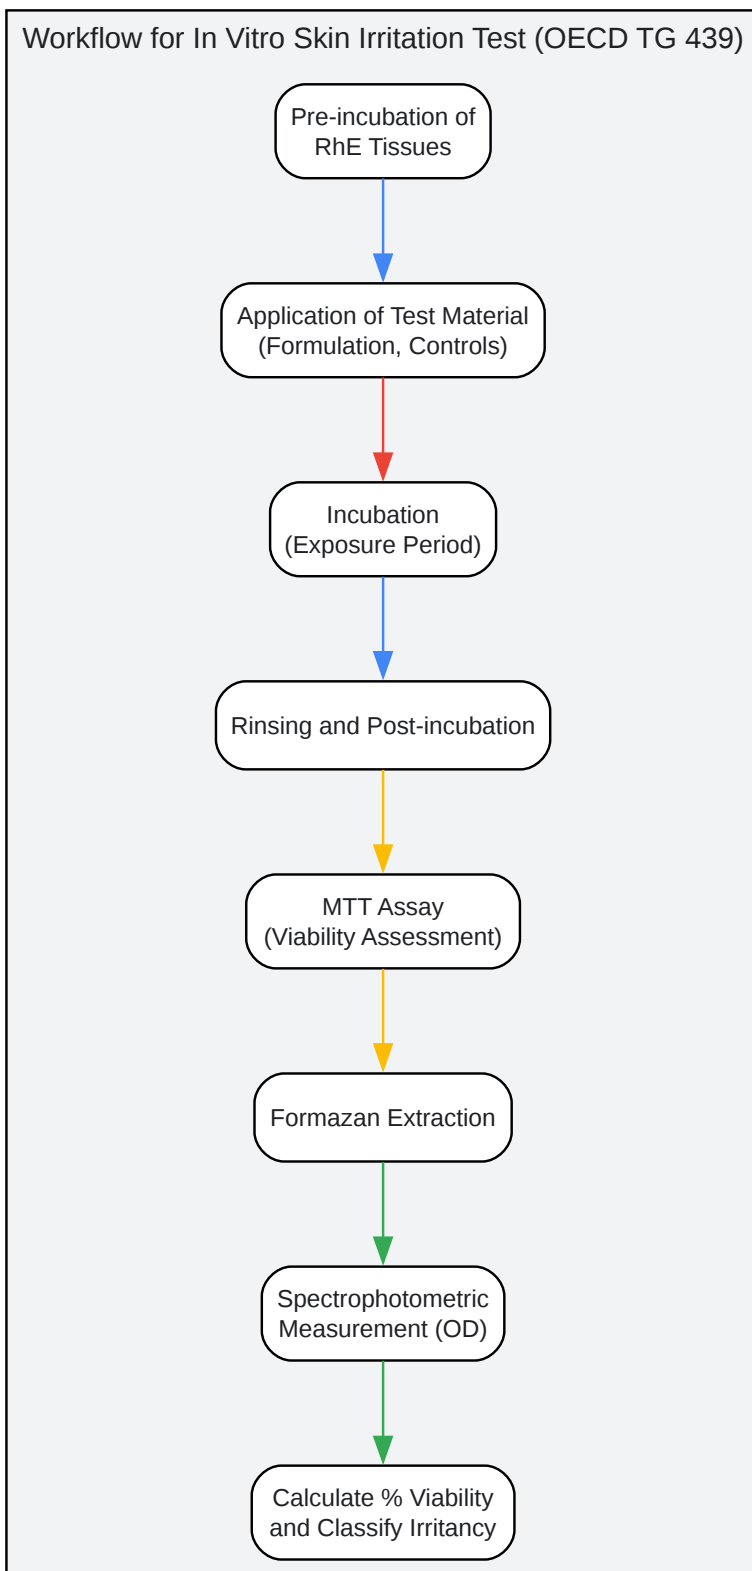 Workflow for In Vitro Skin Irritation Test (OECD TG 439)
Pre-incubation of
RhE Tissues
Application of Test Material
(Formulation, Controls)
Incubation
(Exposure Period)
Rinsing and Post-incubation
MTT Assay
(Viability Assessment)
Formazan Extraction
Spectrophotometric
Measurement (OD)
Calculate % Viability
and Classify Irritancy